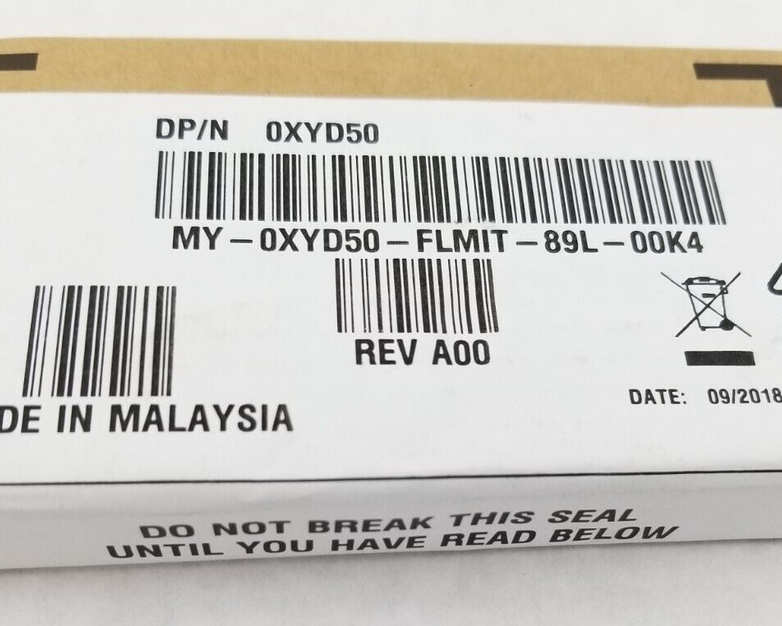 DP/N 0XYD50
MY-0XYD50-FLMIT-89L-00K4
REV A00
DE IN MALAYSIA
DATE: 09/2018
DO NOT BREAK THIS SEAL
UNTIL YOU HAVE READ BELOW